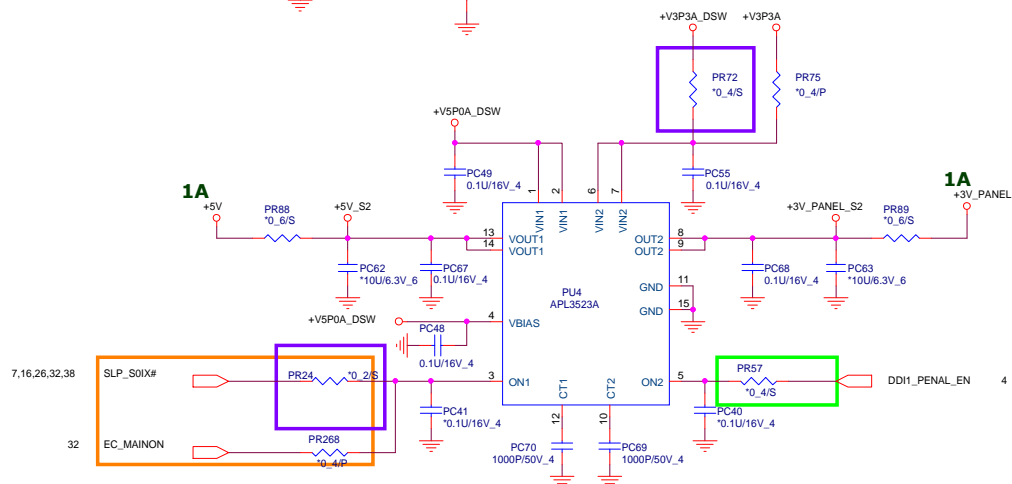 +V3P3A_DSW
+V3P3A
PR72
*0_4/S
PR75
*0_4/P
+V5P0A_DSW
PC49
0.1U/16V_4
PC55
0.1U/16V_4
1
2
6
7
VIN1
VIN1
VIN2
VIN2
1A
+5V
PR88
*0_6/S
+5V_S2
13
14
VOUT1
VOUT1
PC62
*10U/6.3V_6
PC67
0.1U/16V_4
1A
+3V_PANEL
+3V_PANEL_S2
PR89
*0_6/S
OUT2
OUT2
8
9
PC68
0.1U/16V_4
PC63
*10U/6.3V_6
GND
11
GND
15
PU4
APL3523A
+V5P0A_DSW
4
VBIAS
PC48
0.1U/16V_4
7,16,26,32,38
SLP_S0IX#
PR24
*0_2/S
3
ON1
PC41
*0.1U/16V_4
32
EC_MAINON
PR268
*0_4/P
ON2
5
PR57
*0_4/S
DDI1_PENAL_EN
4
PC40
*0.1U/16V_4
CT1
CT2
12
10
PC70
1000P/50V_4
PC69
1000P/50V_4